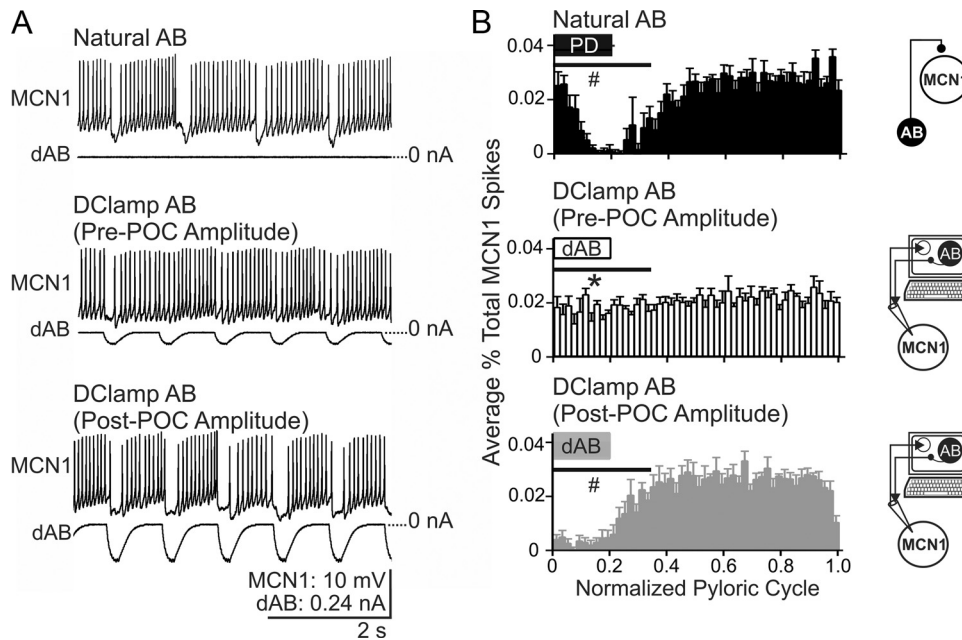 A
Natural AB
MCN1
dAB
0 nA
DClamp AB
(Pre-POC Amplitude)
MCN1
dAB
0 nA
DClamp AB
(Post-POC Amplitude)
MCN1
dAB
0 nA
MCN1: 10 mV
dAB: 0.24 nA
2 s
B
Average % Total MCN1 Spikes
Natural AB
0.04
PD
#
0.02
0
MCN1
AB
DClamp AB
(Pre-POC Amplitude)
0.04
dAB
*
0.02
0
AB
MCN1
DClamp AB
(Post-POC Amplitude)
0.04
dAB
#
0.02
0
0 0.2 0.4 0.6 0.8 1.0
Normalized Pyloric Cycle
AB
MCN1